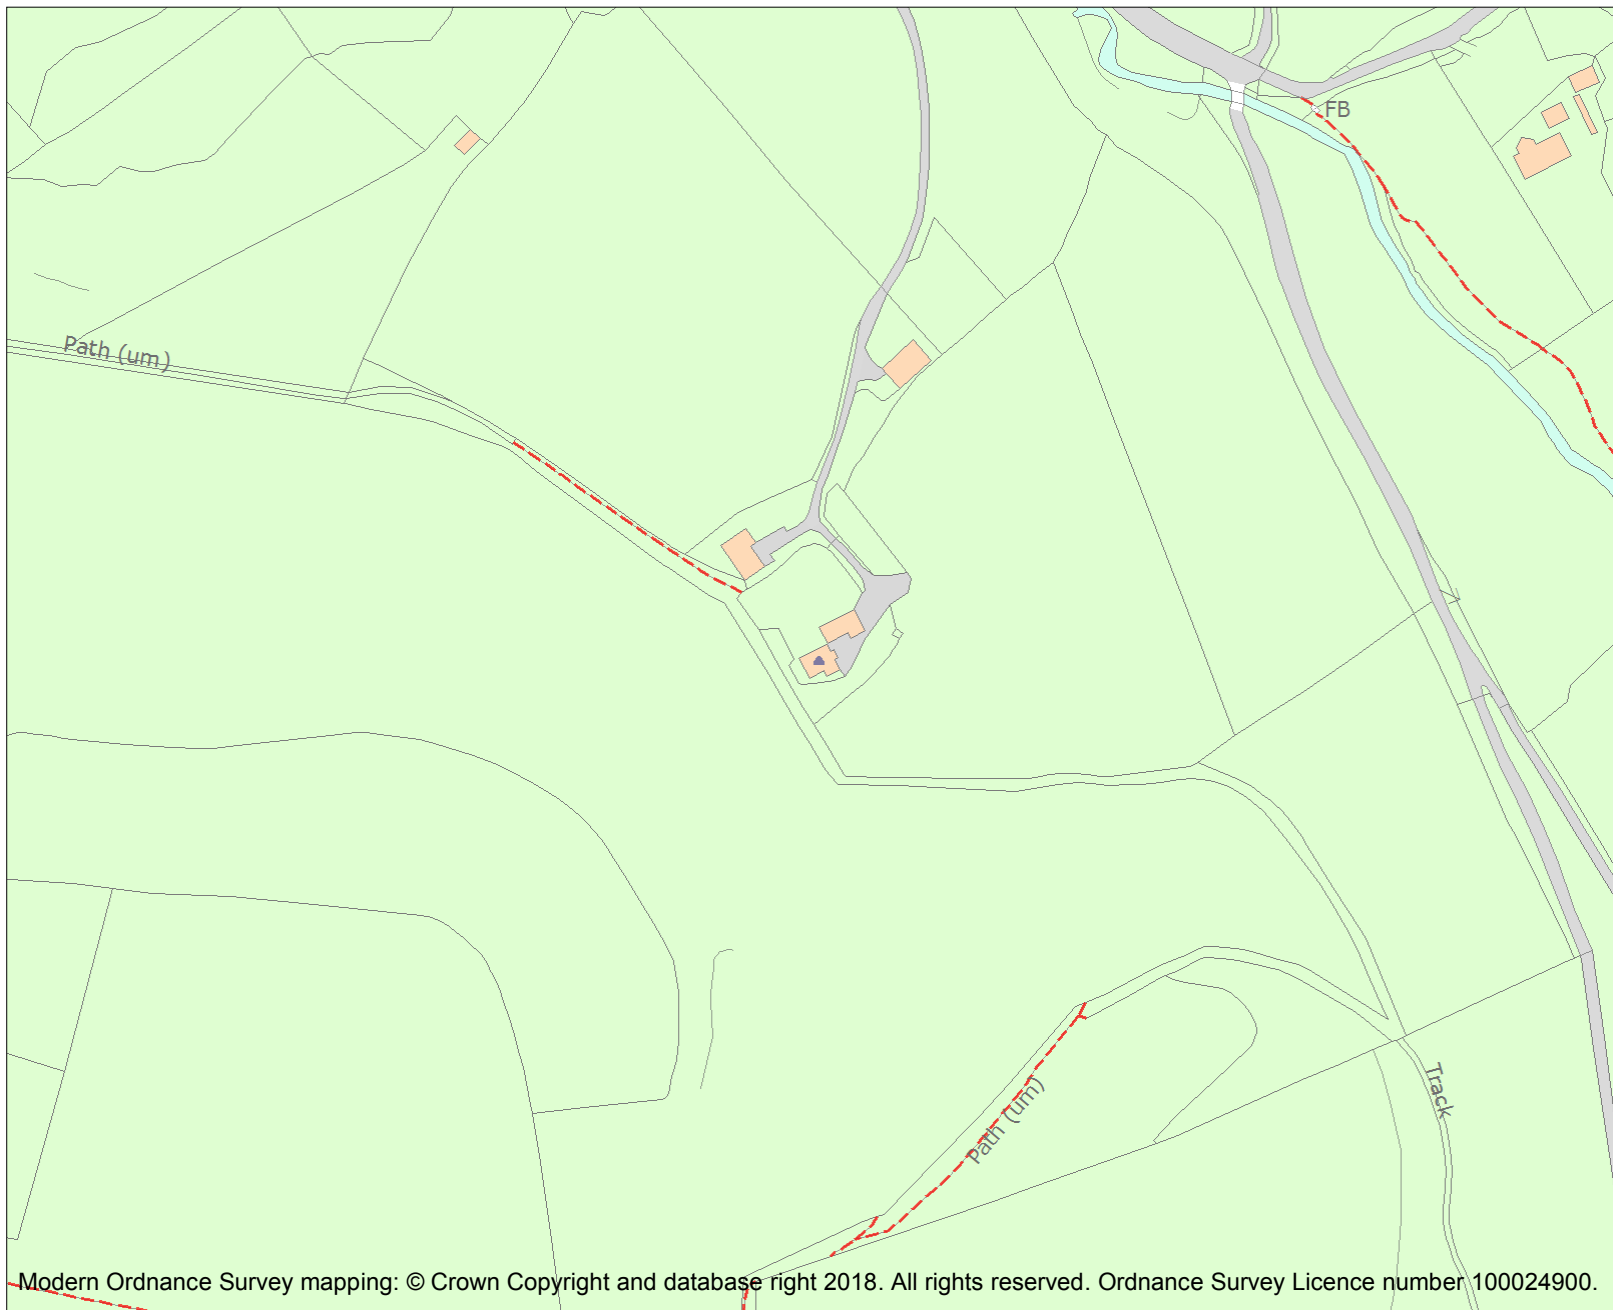 FB
Path (um)
Path (um)
Track
Modern Ordnance Survey mapping: © Crown Copyright and database right 2018. All rights reserved. Ordnance Survey Licence number 100024900.